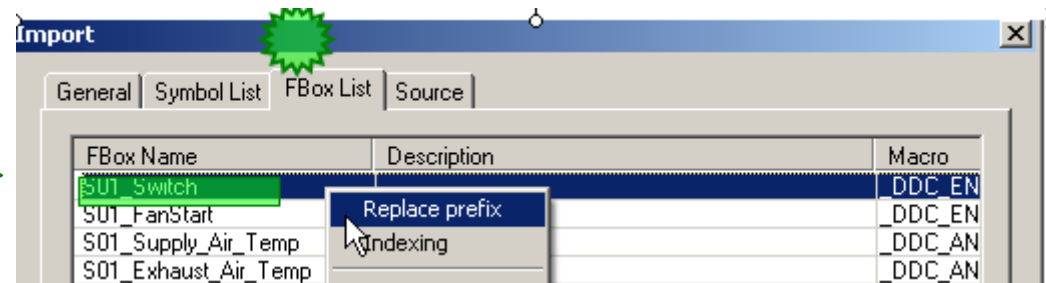 Import
General Symbol List FBox List Source
FBox Name Description Macro
S01_Switch _DDC_EN
S01_FanStart _DDC_EN
S01_Supply_Air_Temp _DDC_AN
S01_Exhaust_Air_Temp _DDC_AN
Replace prefix
Indexing